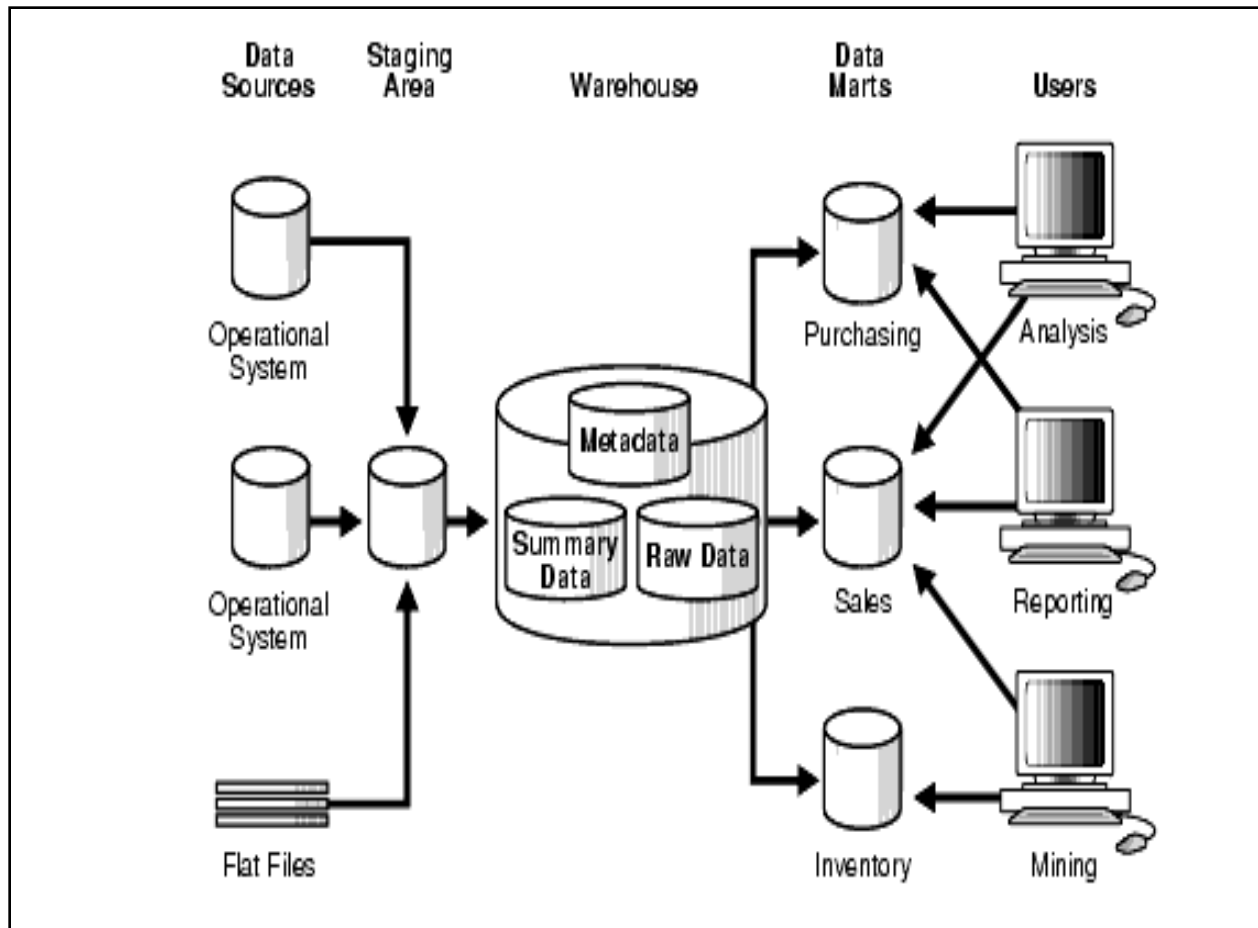 Data
Sources
Staging
Area
Warehouse
Data
Marts
Users
Operational
System
Purchasing
Analysis
Metadata
Summary
Data
Raw Data
Operational
System
Sales
Reporting
Flat Files
Inventory
Mining